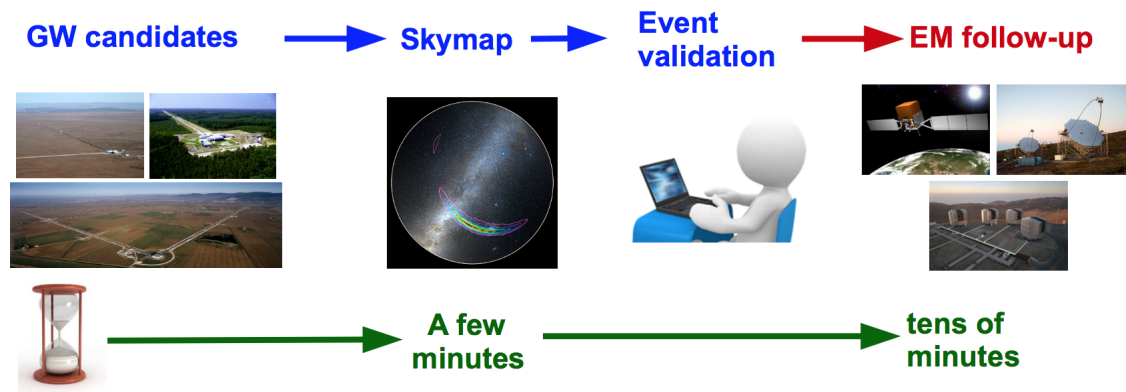 GW candidates
Skymap
Event
validation
EM follow-up
A few
minutes
tens of
minutes